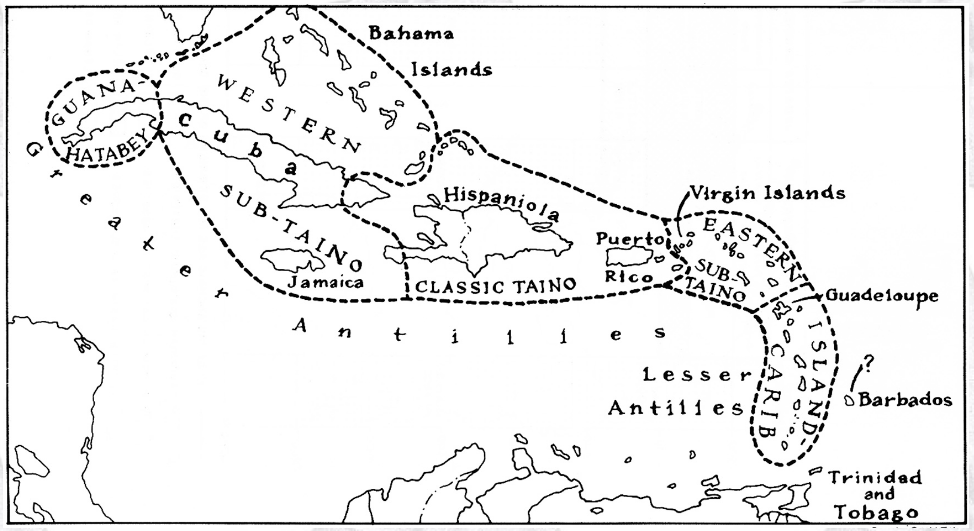 Bahama
Islands
GUANA-
HATABEY
WESTERN
SUB-TAINO
Cuba
Greater
Antilles
Hispaniola
Jamaica
CLASSIC TAINO
Puerto
Rico
Virgin Islands
EASTERN
SUB-
TAINO
Guadeloupe
ISLAND-
CARIB
Lesser
Antilles
?
Barbados
Trinidad
and
Tobago